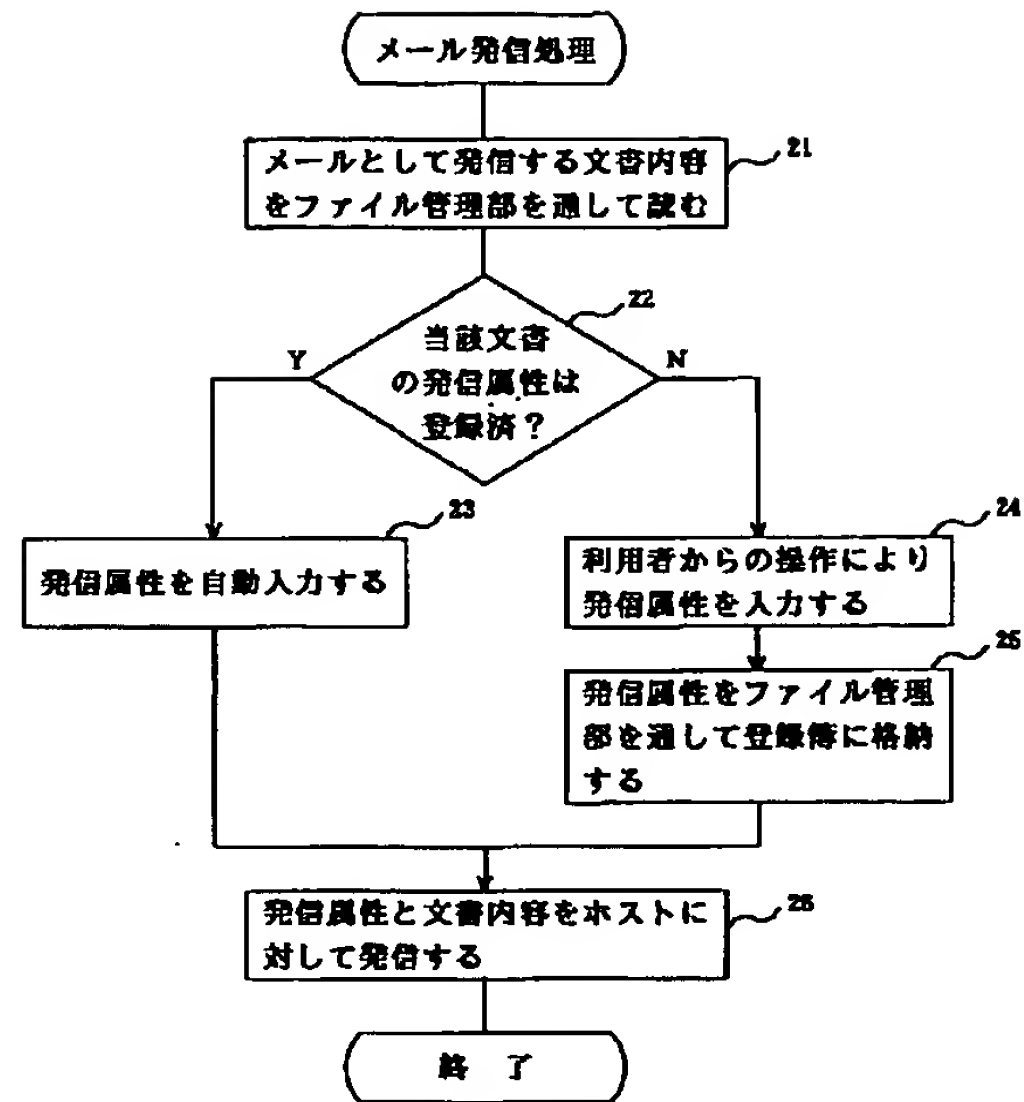 メール発信処理
21
メールとして発信する文書内容
をファイル管理部を通して読む
22
当該文書
の発信属性は
登録済？
Y
N
23
発信属性を自動入力する
24
利用者からの操作により
発信属性を入力する
25
発信属性をファイル管理
部を通して登録簿に格納
する
26
発信属性と文書内容をホストに
対して発信する
終 了